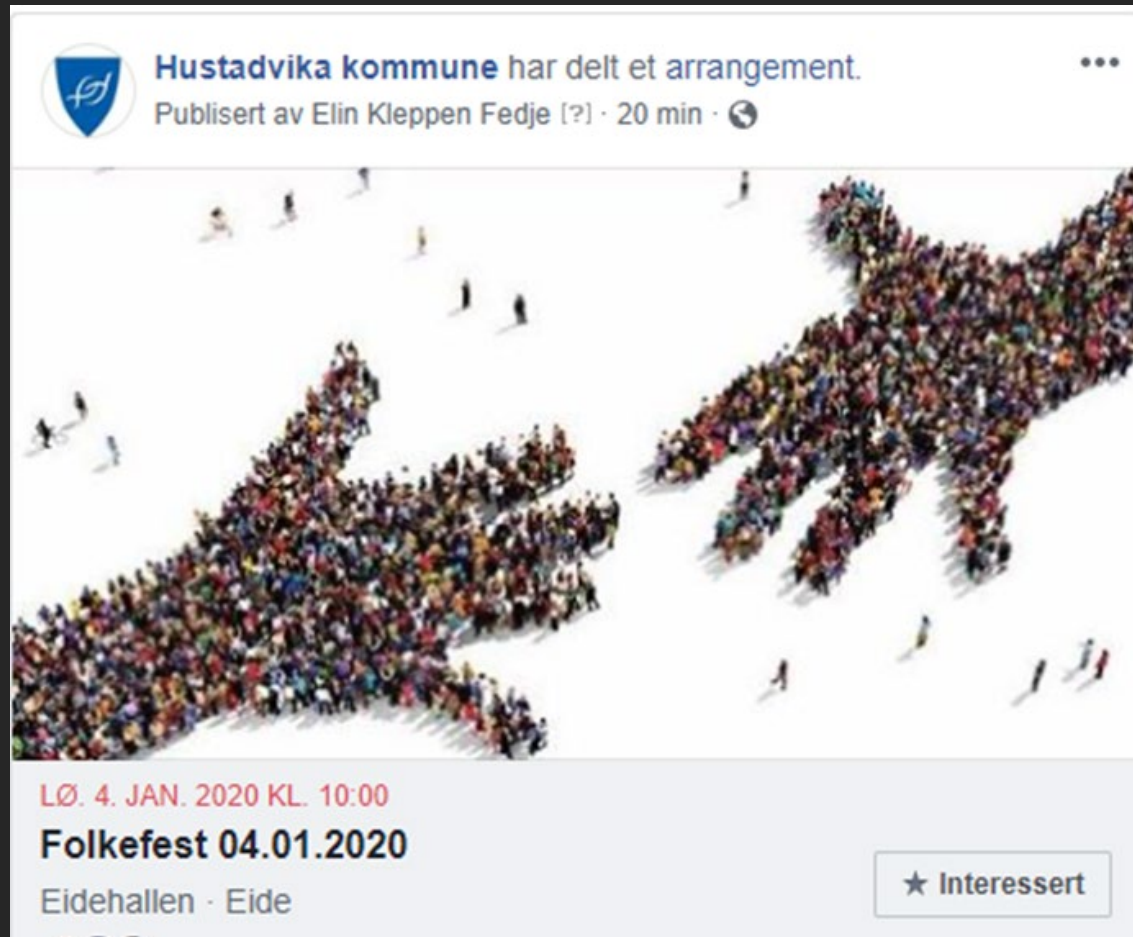 Hustadvika kommune har delt et arrangement.
Publisert av Elin Kleppen Fedje [?] · 20 min ·
LØ. 4. JAN. 2020 KL. 10:00
Folkefest 04.01.2020
Eidehallen · Eide
★ Interessert